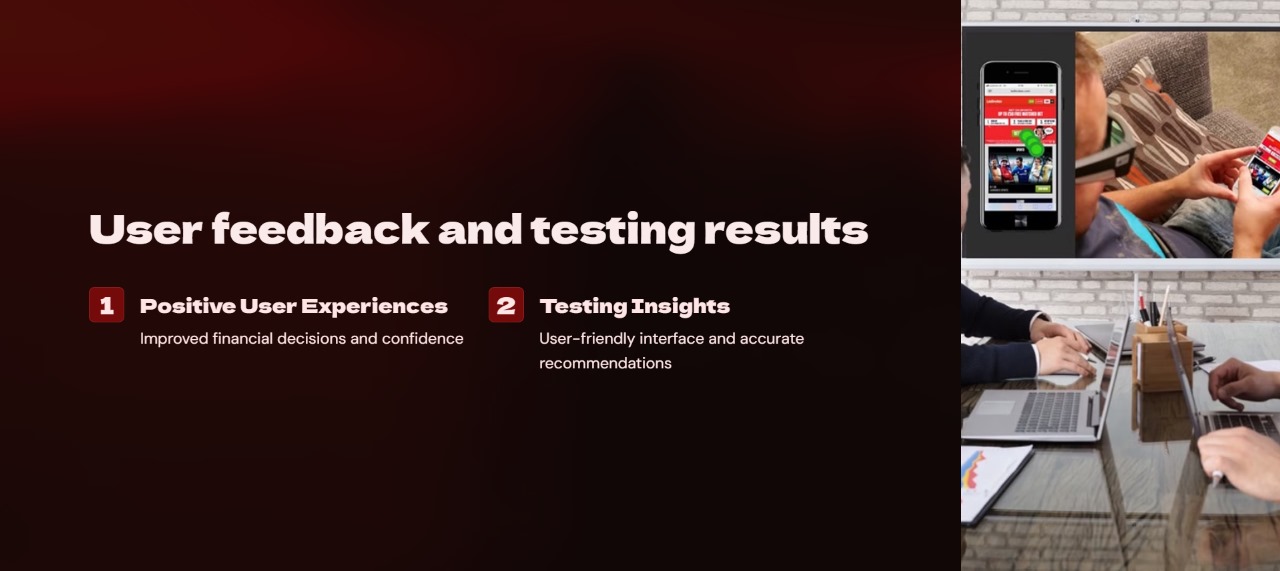 User feedback and testing results
1 Positive User Experiences
Improved financial decisions and confidence
2 Testing Insights
User-friendly interface and accurate
recommendations